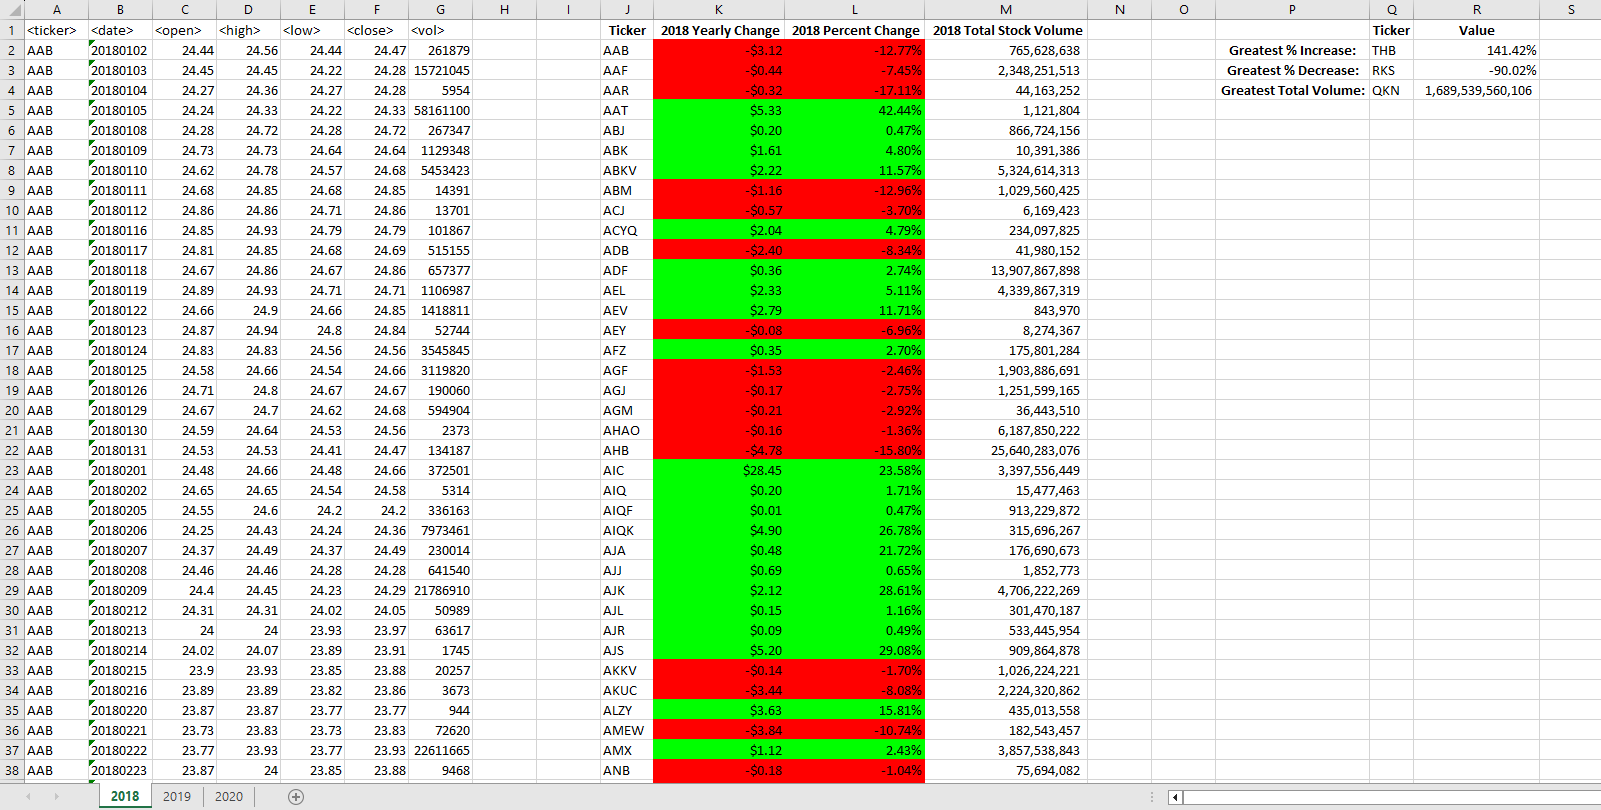 A B C D E F G H I J K L M N O P Q R S
1 <ticker> <date> <open> <high> <low> <close> <vol> Ticker 2018 Yearly Change 2018 Percent Change 2018 Total Stock Volume Ticker Value
2 AAB 20180102 24.44 24.56 24.44 24.47 261879 AAB -$3.12 -12.77% 765,628,638 Greatest % Increase: THB 141.42%
3 AAB 20180103 24.45 24.45 24.22 24.28 15721045 AAF -$0.44 -7.45% 2,348,251,513 Greatest % Decrease: RKS -90.02%
4 AAB 20180104 24.27 24.36 24.27 24.28 5954 AAR -$0.32 -17.11% 44,163,252 Greatest Total Volume: QKN 1,689,539,560,106
5 AAB 20180105 24.24 24.33 24.22 24.33 58161100 AAT $5.33 42.44% 1,121,804
6 AAB 20180108 24.28 24.72 24.28 24.72 267347 ABJ $0.20 0.47% 866,724,156
7 AAB 20180109 24.73 24.73 24.64 24.64 1129348 ABK $1.61 4.80% 10,391,386
8 AAB 20180110 24.62 24.78 24.57 24.68 5453423 ABKV $2.22 11.57% 5,324,614,313
9 AAB 20180111 24.68 24.85 24.68 24.85 14391 ABM -$1.16 -12.96% 1,029,560,425
10 AAB 20180112 24.86 24.86 24.71 24.86 13701 ACJ -$0.57 -3.70% 6,169,423
11 AAB 20180116 24.85 24.93 24.79 24.79 101867 ACYQ $2.04 4.79% 234,097,825
12 AAB 20180117 24.81 24.85 24.68 24.69 515155 ADB -$2.40 -8.34% 41,980,152
13 AAB 20180118 24.67 24.86 24.67 24.86 657377 ADF $0.36 2.74% 13,907,867,898
14 AAB 20180119 24.89 24.93 24.71 24.71 1106987 AEL $2.33 5.11% 4,339,867,319
15 AAB 20180122 24.66 24.9 24.66 24.85 1418811 AEV $2.79 11.71% 843,970
16 AAB 20180123 24.87 24.94 24.8 24.84 52744 AEY -$0.08 -6.96% 8,274,367
17 AAB 20180124 24.83 24.83 24.56 24.56 3545845 AFZ $0.35 2.70% 175,801,284
18 AAB 20180125 24.58 24.66 24.54 24.66 3119820 AGF -$1.53 -2.46% 1,903,886,691
19 AAB 20180126 24.71 24.8 24.67 24.67 190060 AGJ -$0.17 -2.75% 1,251,599,165
20 AAB 20180129 24.67 24.7 24.62 24.68 594904 AGM -$0.21 -2.92% 36,443,510
21 AAB 20180130 24.59 24.64 24.53 24.56 2373 AHAO -$0.16 -1.36% 6,187,850,222
22 AAB 20180131 24.53 24.53 24.41 24.47 134187 AHB -$4.78 -15.80% 25,640,283,076
23 AAB 20180201 24.48 24.66 24.48 24.66 372501 AIC $28.45 23.58% 3,397,556,449
24 AAB 20180202 24.65 24.65 24.54 24.58 5314 AIQ $0.20 1.71% 15,477,463
25 AAB 20180205 24.55 24.6 24.2 24.2 336163 AIQF $0.01 0.47% 913,229,872
26 AAB 20180206 24.25 24.43 24.24 24.36 7973461 AIQK $4.90 26.78% 315,696,267
27 AAB 20180207 24.37 24.49 24.37 24.49 230014 AJA $0.48 21.72% 176,690,673
28 AAB 20180208 24.46 24.46 24.28 24.28 641540 AJJ $0.69 0.65% 1,852,773
29 AAB 20180209 24.4 24.45 24.23 24.29 21786910 AJK $2.12 28.61% 4,706,222,269
30 AAB 20180212 24.31 24.31 24.02 24.05 50989 AJL $0.15 1.16% 301,470,187
31 AAB 20180213 24 24 23.93 23.97 63617 AJR $0.09 0.49% 533,445,954
32 AAB 20180214 24.02 24.07 23.89 23.91 1745 AJS $5.20 29.08% 909,864,878
33 AAB 20180215 23.9 23.93 23.85 23.88 20257 AKKV -$0.14 -1.70% 1,026,224,221
34 AAB 20180216 23.89 23.89 23.82 23.86 3673 AKUC -$3.44 -8.08% 2,224,320,862
35 AAB 20180220 23.87 23.87 23.77 23.77 944 ALZY $3.63 15.81% 435,013,558
36 AAB 20180221 23.73 23.83 23.73 23.83 72620 AMEW -$3.84 -10.74% 182,543,457
37 AAB 20180222 23.77 23.93 23.77 23.93 22611665 AMX $1.12 2.43% 3,857,538,843
38 AAB 20180223 23.87 24 23.85 23.88 9468 ANB -$0.18 -1.04% 75,694,082
2018 2019 2020